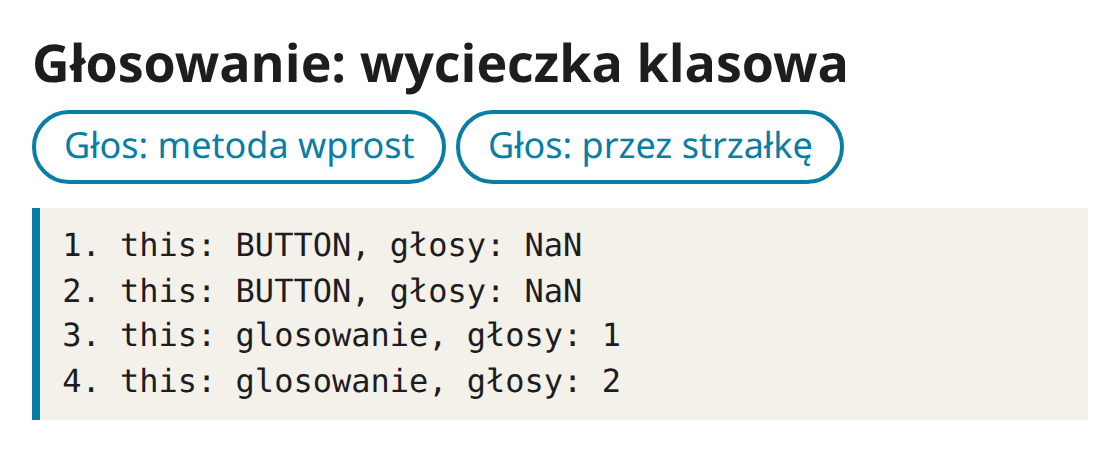 Głosowanie: wycieczka klasowa
Głos: metoda wprost Głos: przez strzałkę
1. this: BUTTON, głosy: NaN
2. this: BUTTON, głosy: NaN
3. this: glosowanie, głosy: 1
4. this: glosowanie, głosy: 2